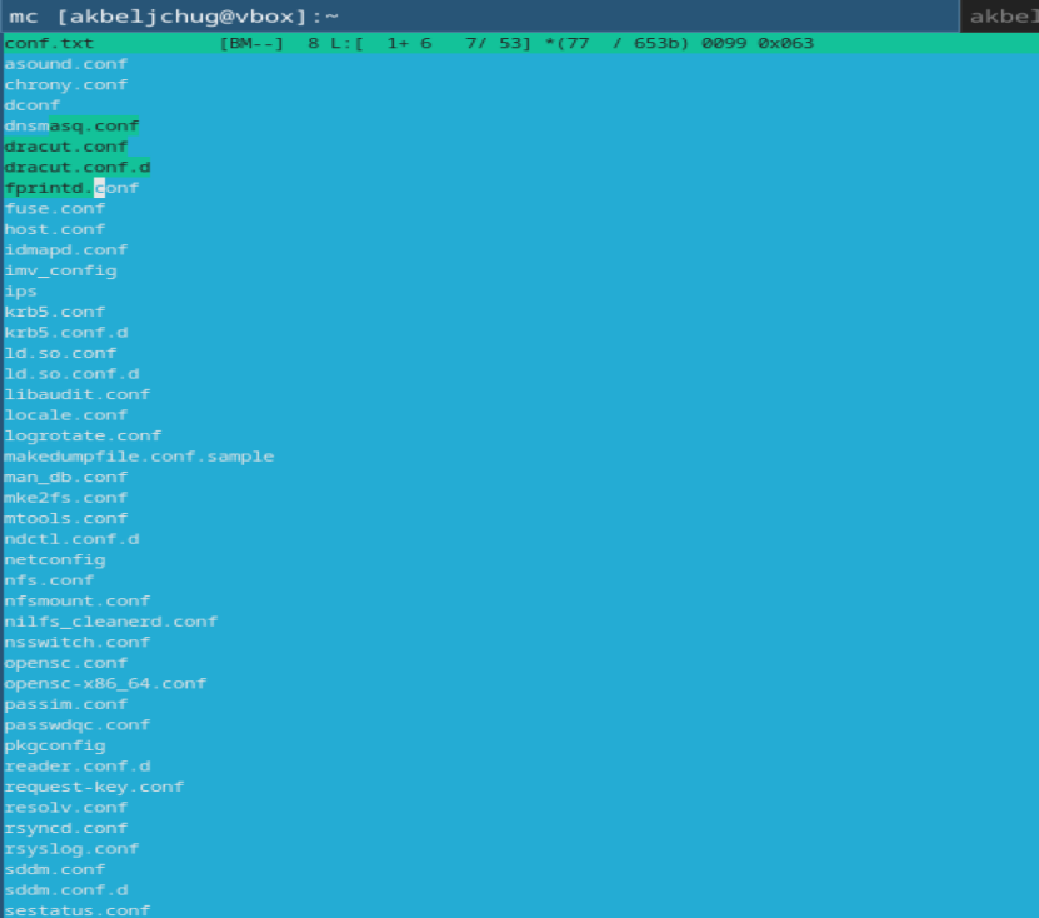 mc [akbeljchug@vbox]:~ akbel
conf.txt [BM--] 8 L:[ 1+ 6 7/ 53] *(77 / 653b) 0099 0x063
asound.conf
chrony.conf
dconf
dnsmasq.conf
dracut.conf
dracut.conf.d
fprintd.conf
fuse.conf
host.conf
idmapd.conf
imv_config
ips
krb5.conf
krb5.conf.d
ld.so.conf
ld.so.conf.d
libaudit.conf
locale.conf
logrotate.conf
makedumpfile.conf.sample
man_db.conf
mke2fs.conf
mtools.conf
ndctl.conf.d
netconfig
nfs.conf
nfsmount.conf
nilfs_cleanerd.conf
nsswitch.conf
opensc.conf
opensc-x86_64.conf
passim.conf
passwdqc.conf
pkgconfig
reader.conf.d
request-key.conf
resolv.conf
rsyncd.conf
rsyslog.conf
sddm.conf
sddm.conf.d
sestatus.conf